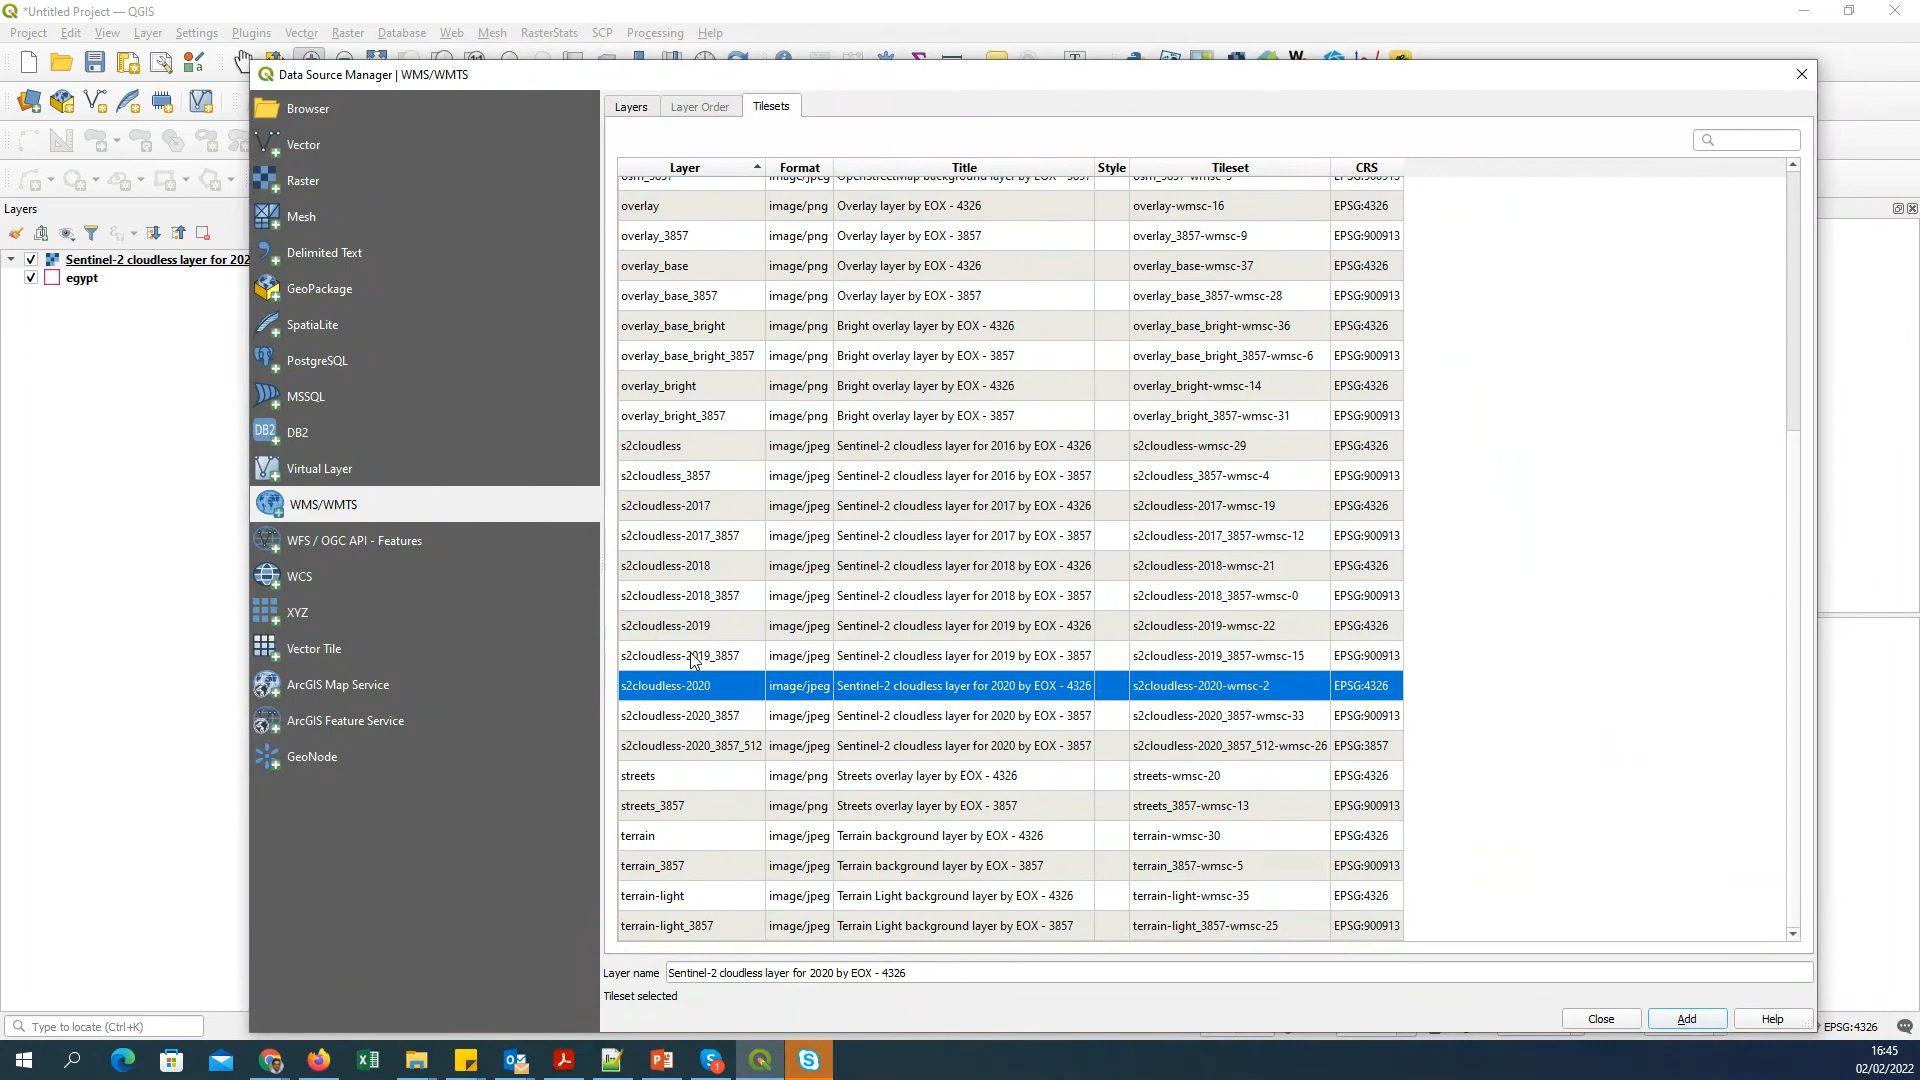 *Untitled Project — QGIS
Project Edit View Layer Settings Plugins Vector Raster Database Web Mesh RasterStats SCP Processing Help
Data Source Manager | WMS/WMTS
Browser
Vector
Raster
Mesh
Delimited Text
GeoPackage
SpatiaLite
PostgreSQL
MSSQL
DB2
DB2
Virtual Layer
WMS/WMTS
WFS / OGC API - Features
WCS
XYZ
Vector Tile
ArcGIS Map Service
ArcGIS Feature Service
GeoNode
Layers
Sentinel-2 cloudless layer for 202
egypt
Layers Layer Order Tilesets
Layer Format Title Style Tileset CRS
osm_3857 image/jpeg OpenStreetMap background layer by EOX - 3857 osm_3857-wmsc-3 EPSG:900913
overlay image/png Overlay layer by EOX - 4326 overlay-wmsc-16 EPSG:4326
overlay_3857 image/png Overlay layer by EOX - 3857 overlay_3857-wmsc-9 EPSG:900913
overlay_base image/png Overlay layer by EOX - 4326 overlay_base-wmsc-37 EPSG:4326
overlay_base_3857 image/png Overlay layer by EOX - 3857 overlay_base_3857-wmsc-28 EPSG:900913
overlay_base_bright image/png Bright overlay layer by EOX - 4326 overlay_base_bright-wmsc-36 EPSG:4326
overlay_base_bright_3857 image/png Bright overlay layer by EOX - 3857 overlay_base_bright_3857-wmsc-6 EPSG:900913
overlay_bright image/png Bright overlay layer by EOX - 4326 overlay_bright-wmsc-14 EPSG:4326
overlay_bright_3857 image/png Bright overlay layer by EOX - 3857 overlay_bright_3857-wmsc-31 EPSG:900913
s2cloudless image/jpeg Sentinel-2 cloudless layer for 2016 by EOX - 4326 s2cloudless-wmsc-29 EPSG:4326
s2cloudless_3857 image/jpeg Sentinel-2 cloudless layer for 2016 by EOX - 3857 s2cloudless_3857-wmsc-4 EPSG:900913
s2cloudless-2017 image/jpeg Sentinel-2 cloudless layer for 2017 by EOX - 4326 s2cloudless-2017-wmsc-19 EPSG:4326
s2cloudless-2017_3857 image/jpeg Sentinel-2 cloudless layer for 2017 by EOX - 3857 s2cloudless-2017_3857-wmsc-12 EPSG:900913
s2cloudless-2018 image/jpeg Sentinel-2 cloudless layer for 2018 by EOX - 4326 s2cloudless-2018-wmsc-21 EPSG:4326
s2cloudless-2018_3857 image/jpeg Sentinel-2 cloudless layer for 2018 by EOX - 3857 s2cloudless-2018_3857-wmsc-0 EPSG:900913
s2cloudless-2019 image/jpeg Sentinel-2 cloudless layer for 2019 by EOX - 4326 s2cloudless-2019-wmsc-22 EPSG:4326
s2cloudless-2019_3857 image/jpeg Sentinel-2 cloudless layer for 2019 by EOX - 3857 s2cloudless-2019_3857-wmsc-15 EPSG:900913
s2cloudless-2020 image/jpeg Sentinel-2 cloudless layer for 2020 by EOX - 4326 s2cloudless-2020-wmsc-2 EPSG:4326
s2cloudless-2020_3857 image/jpeg Sentinel-2 cloudless layer for 2020 by EOX - 3857 s2cloudless-2020_3857-wmsc-33 EPSG:900913
s2cloudless-2020_3857_512 image/jpeg Sentinel-2 cloudless layer for 2020 by EOX - 3857 s2cloudless-2020_3857_512-wmsc-26 EPSG:3857
streets image/png Streets overlay layer by EOX - 4326 streets-wmsc-20 EPSG:4326
streets_3857 image/png Streets overlay layer by EOX - 3857 streets_3857-wmsc-13 EPSG:900913
terrain image/jpeg Terrain background layer by EOX - 4326 terrain-wmsc-30 EPSG:4326
terrain_3857 image/jpeg Terrain background layer by EOX - 3857 terrain_3857-wmsc-5 EPSG:900913
terrain-light image/jpeg Terrain Light background layer by EOX - 4326 terrain-light-wmsc-35 EPSG:4326
terrain-light_3857 image/jpeg Terrain Light background layer by EOX - 3857 terrain-light_3857-wmsc-25 EPSG:900913
Layer name Sentinel-2 cloudless layer for 2020 by EOX - 4326
Tileset selected
Close Add Help
Type to locate (Ctrl+K)
EPSG:4326
16:45
02/02/2022